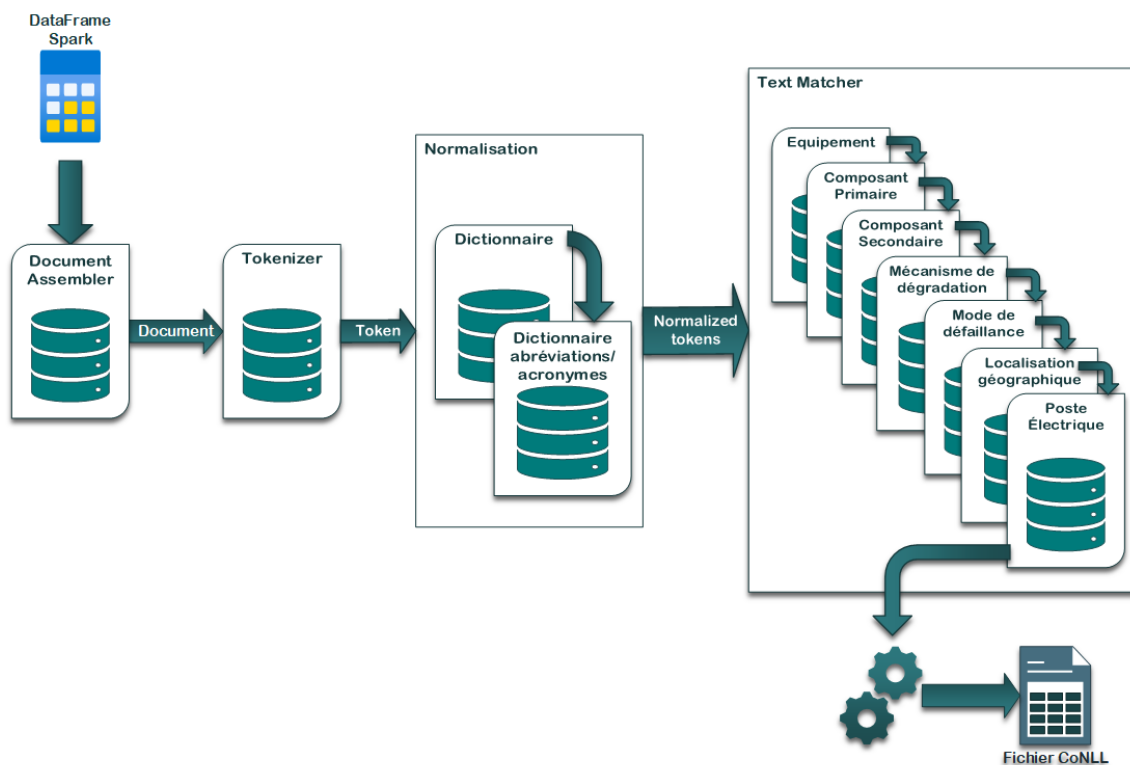 DataFrame
Spark
Document
Assembler
Document
Tokenizer
Token
Normalisation
Dictionnaire
Dictionnaire
abréviations/
acronymes
Normalized
tokens
Text Matcher
Equipement
Composant
Primaire
Composant
Secondaire
Mécanisme de
dégradation
Mode de
défaillance
Localisation
géographique
Poste
Électrique
Fichier CoNLL